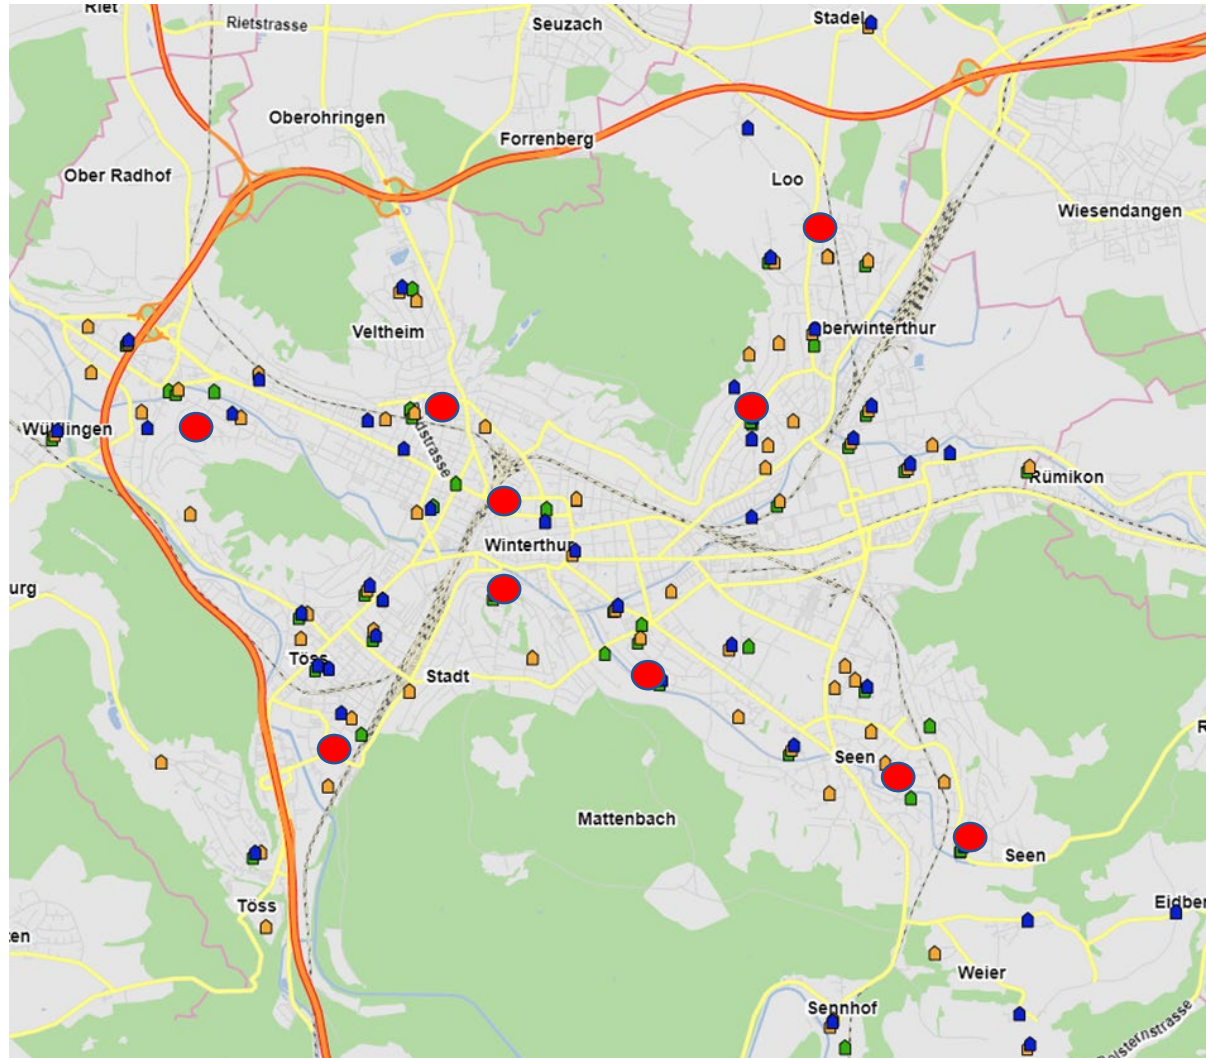 Riet
Rietstrasse
Seuzach
Stadel
Oberohringen
Forrenberg
Ober Radhof
Loo
Wiesendangen
Veltheim
Oberwinterthur
Wülflingen
Rümikon
Winterthur
urg
Töss
Stadt
Seen
R
Mattenbach
Seen
Töss
Eidber
ten
Weier
Sennhof